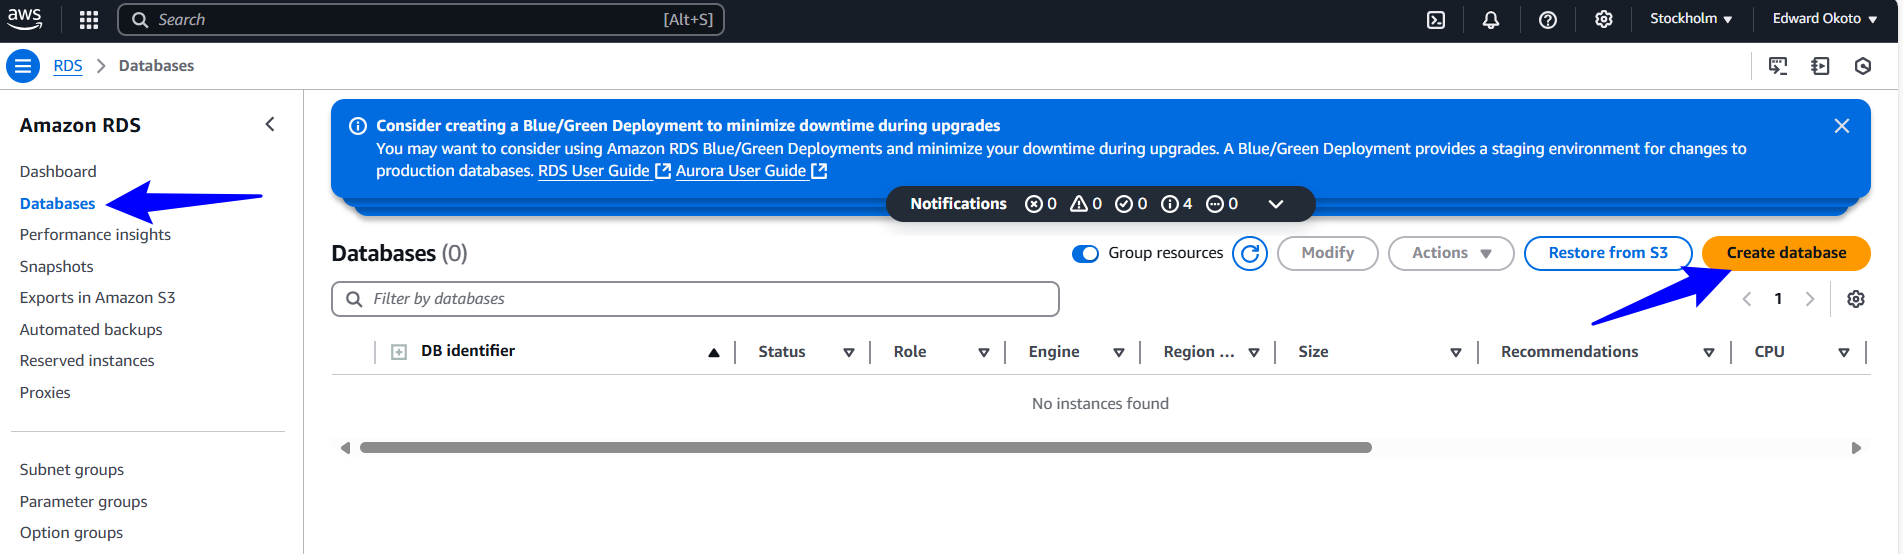 aws
Search [Alt+S]
Stockholm ▼ Edward Okoto ▼
RDS > Databases
Amazon RDS
Dashboard
Databases
Performance insights
Snapshots
Exports in Amazon S3
Automated backups
Reserved instances
Proxies
Subnet groups
Parameter groups
Option groups
Consider creating a Blue/Green Deployment to minimize downtime during upgrades
You may want to consider using Amazon RDS Blue/Green Deployments and minimize your downtime during upgrades. A Blue/Green Deployment provides a staging environment for changes to
production databases. RDS User Guide Aurora User Guide
Notifications 0 0 0 4 0
Databases (0) Group resources Modify Actions ▼ Restore from S3 Create database
Filter by databases
1
DB identifier Status Role Engine Region ... Size Recommendations CPU
No instances found